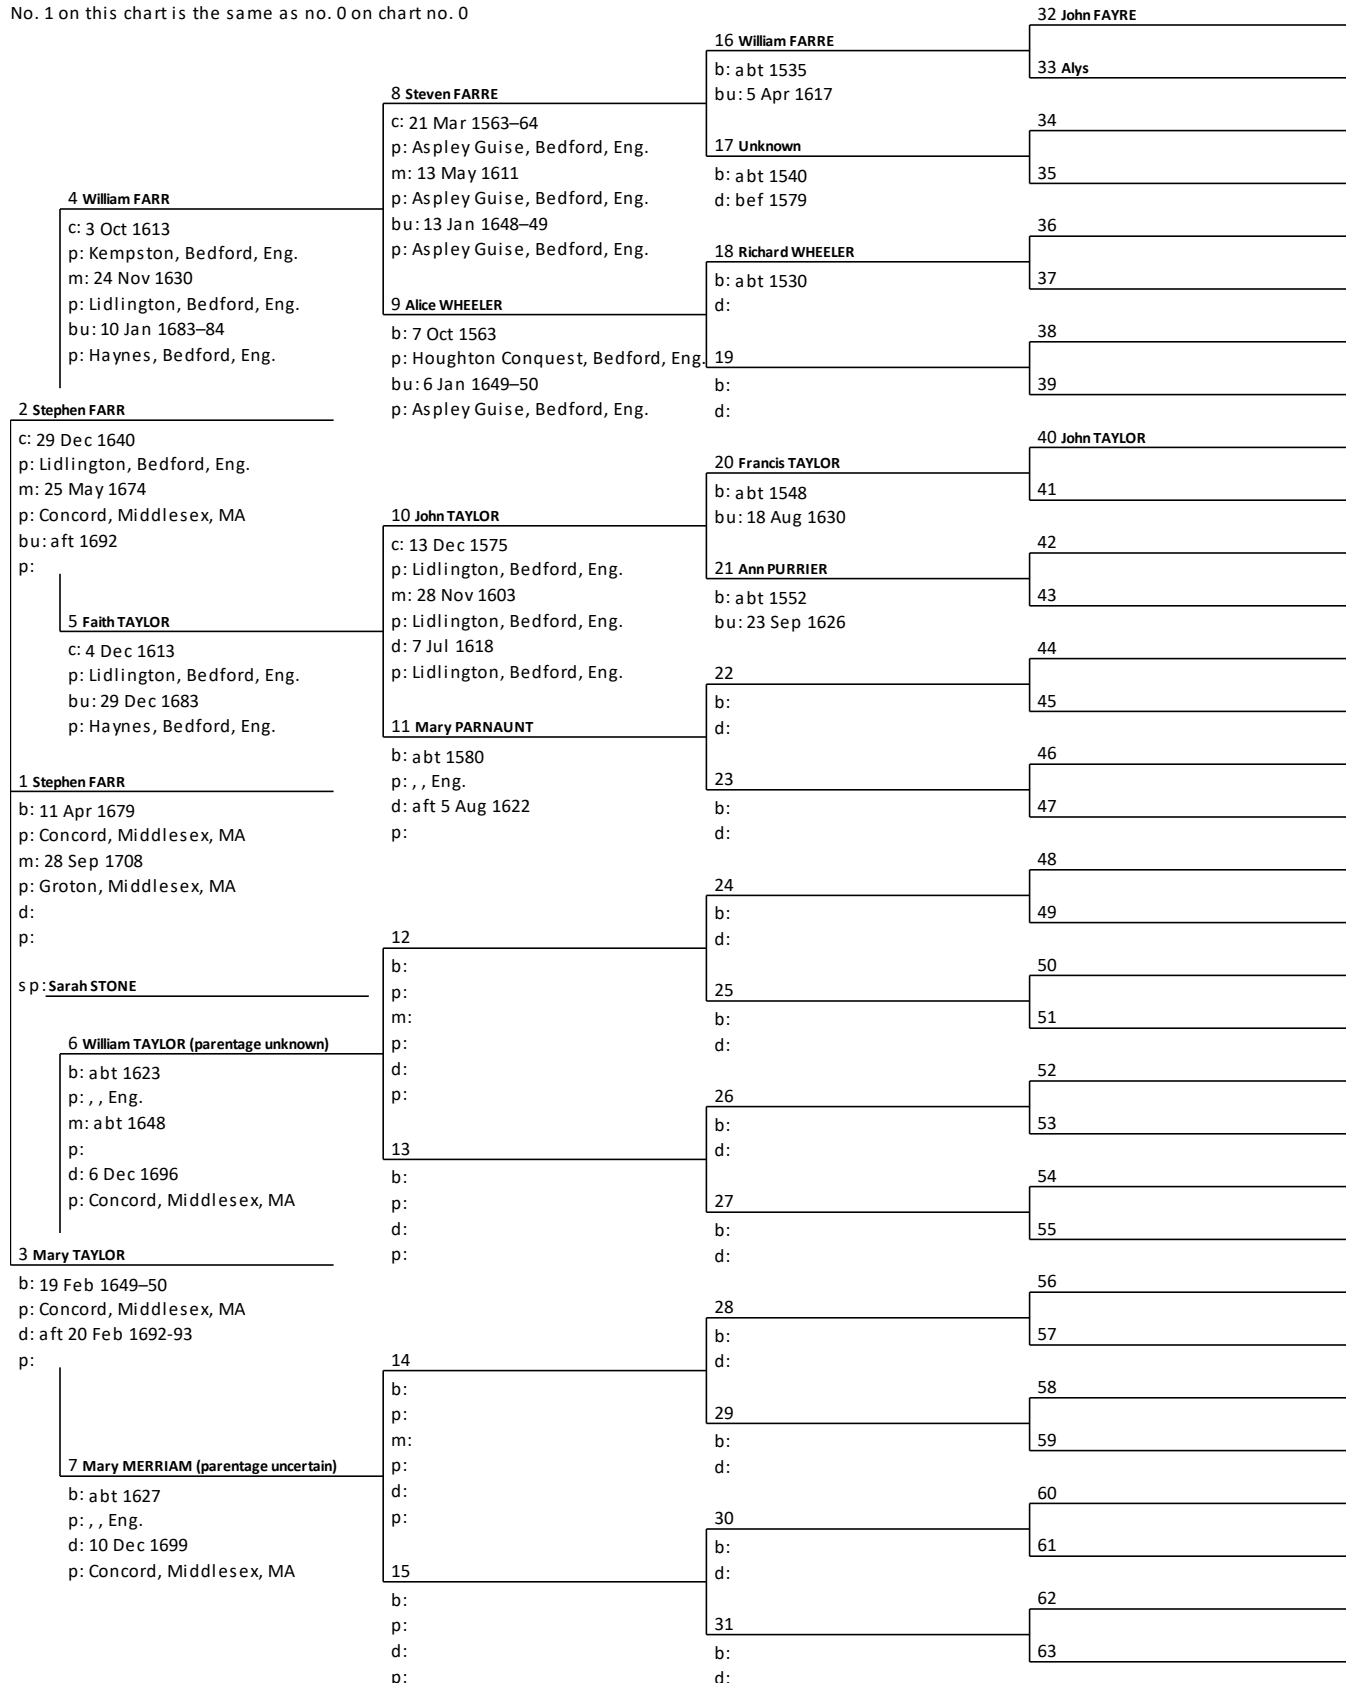 No. 1 on this chart is the same as no. 0 on chart no. 0
2 Stephen FARR
c: 29 Dec 1640
p: Lidlington, Bedford, Eng.
m: 25 May 1674
p: Concord, Middlesex, MA
bu: aft 1692
p:
1 Stephen FARR
b: 11 Apr 1679
p: Concord, Middlesex, MA
m: 28 Sep 1708
p: Groton, Middlesex, MA
d:
p:
sp: Sarah STONE
3 Mary TAYLOR
b: 19 Feb 1649–50
p: Concord, Middlesex, MA
d: aft 20 Feb 1692-93
p:
4 William FARR
c: 3 Oct 1613
p: Kempston, Bedford, Eng.
m: 24 Nov 1630
p: Lidlington, Bedford, Eng.
bu: 10 Jan 1683–84
p: Haynes, Bedford, Eng.
5 Faith TAYLOR
c: 4 Dec 1613
p: Lidlington, Bedford, Eng.
bu: 29 Dec 1683
p: Haynes, Bedford, Eng.
6 William TAYLOR (parentage unknown)
b: abt 1623
p: , , Eng.
m: abt 1648
p:
d: 6 Dec 1696
p: Concord, Middlesex, MA
7 Mary MERRIAM (parentage uncertain)
b: abt 1627
p: , , Eng.
d: 10 Dec 1699
p: Concord, Middlesex, MA
8 Steven FARRE
c: 21 Mar 1563–64
p: Aspley Guise, Bedford, Eng.
m: 13 May 1611
p: Aspley Guise, Bedford, Eng.
bu: 13 Jan 1648–49
p: Aspley Guise, Bedford, Eng.
9 Alice WHEELER
b: 7 Oct 1563
p: Houghton Conquest, Bedford, Eng.
bu: 6 Jan 1649–50
p: Aspley Guise, Bedford, Eng.
10 John TAYLOR
c: 13 Dec 1575
p: Lidlington, Bedford, Eng.
m: 28 Nov 1603
p: Lidlington, Bedford, Eng.
d: 7 Jul 1618
p: Lidlington, Bedford, Eng.
11 Mary PARNAUNT
b: abt 1580
p: , , Eng.
d: aft 5 Aug 1622
p:
12
b:
p:
m:
p:
d:
p:
13
b:
p:
d:
p:
14
b:
p:
m:
p:
d:
p:
15
b:
p:
d:
p:
16 William FARRE
b: abt 1535
bu: 5 Apr 1617
17 Unknown
b: abt 1540
d: bef 1579
18 Richard WHEELER
b: abt 1530
d:
19
b:
d:
20 Francis TAYLOR
b: abt 1548
bu: 18 Aug 1630
21 Ann PURRIER
b: abt 1552
bu: 23 Sep 1626
22
b:
d:
23
b:
d:
24
b:
d:
25
b:
d:
26
b:
d:
27
b:
d:
28
b:
d:
29
b:
d:
30
b:
d:
31
b:
d:
32 John FAYRE
33 Alys
34
35
36
37
38
39
40 John TAYLOR
41
42
43
44
45
46
47
48
49
50
51
52
53
54
55
56
57
58
59
60
61
62
63